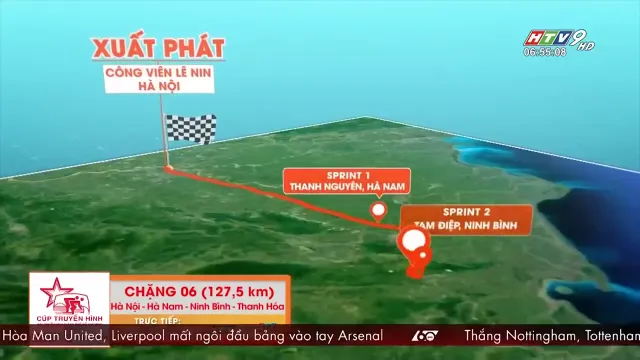 XUẤT PHÁT
CÔNG VIÊN LÊ NIN
HÀ NỘI
HTV9 HD
06:55:08
SPRINT 1
THANH NGUYÊN, HÀ NAM
SPRINT 2
TAM ĐIỆP, NINH BÌNH
CHẶNG 06 (127,5 km)
Hà Nội - Hà Nam - Ninh Bình - Thanh Hóa
TRỰC TIẾP:
CÚP TRUYỀN HÌNH
Hòa Man United, Liverpool mất ngôi đầu bảng vào tay Arsenal
60
Thắng Nottingham, Tottenham